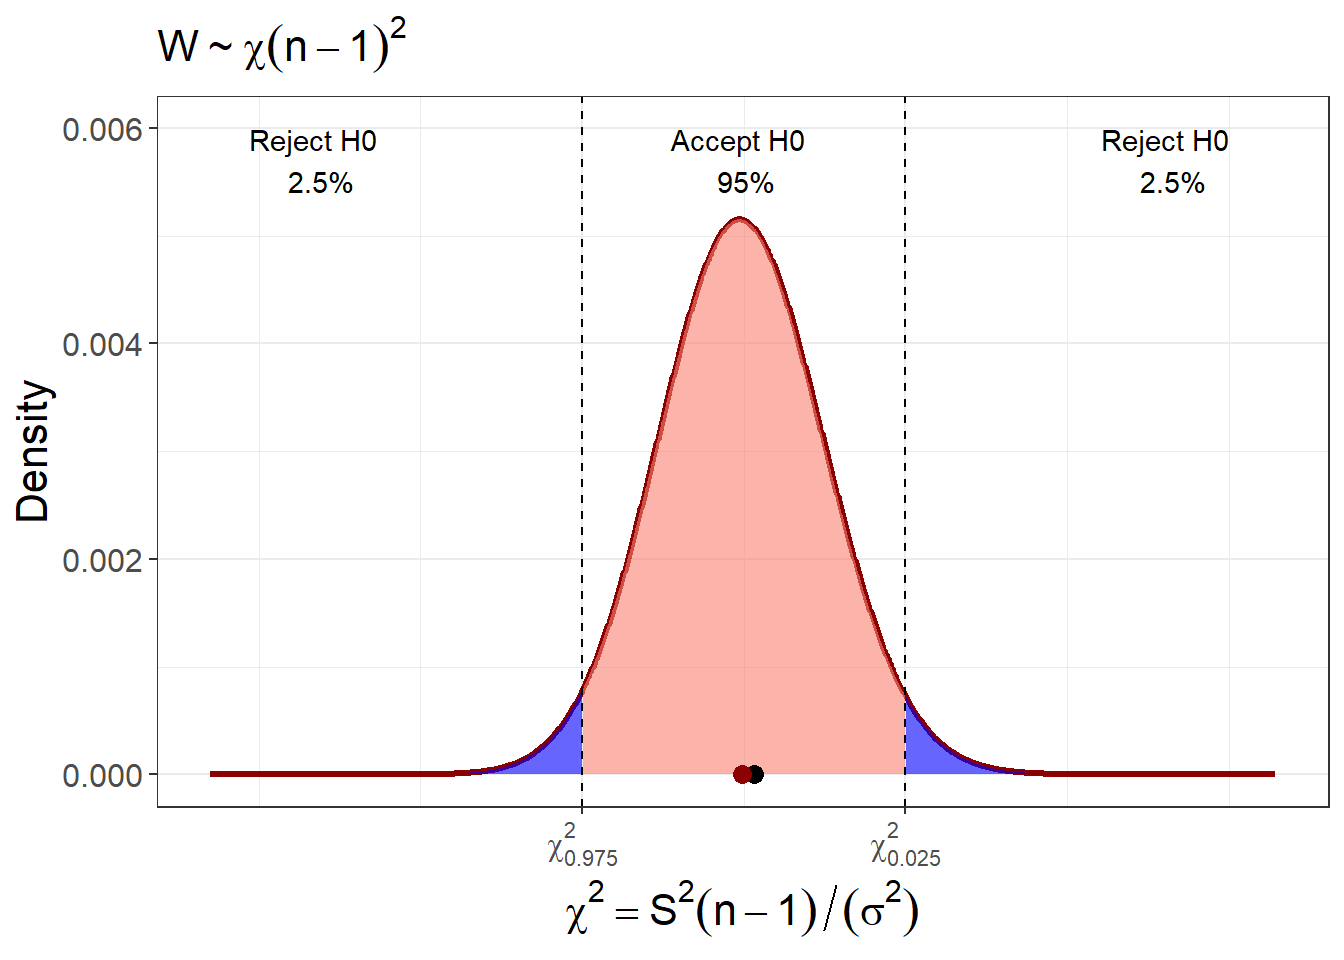 W ~ χ(n − 1)²
Reject H0
2.5%
Accept H0
95%
Reject H0
2.5%
0.006
0.004
0.002
0.000
Density
χ²₀.₉₇₅
χ²₀.₀₂₅
χ² = S²(n − 1)/(σ²)